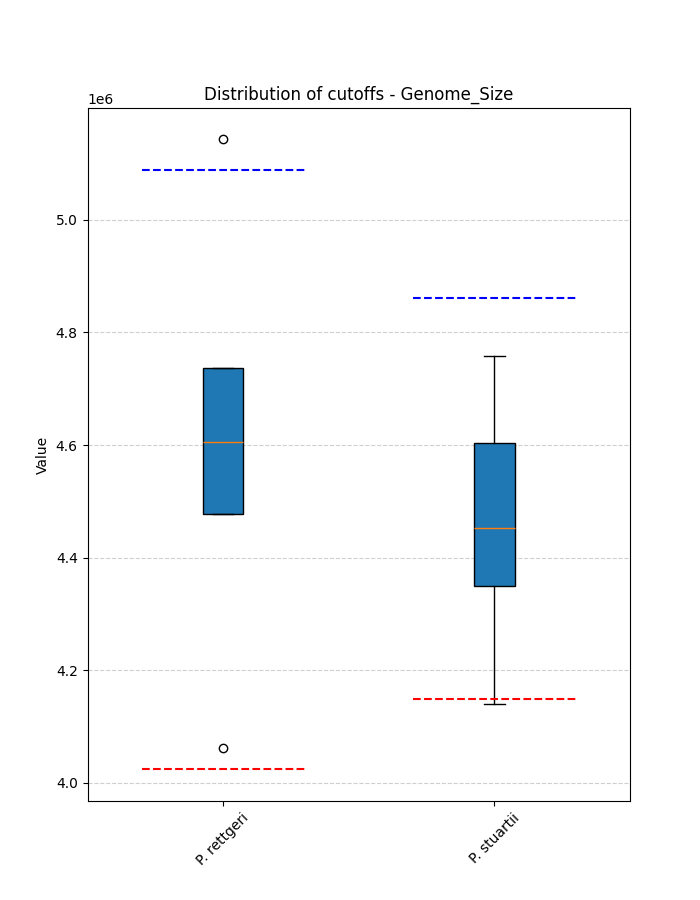 Distribution of cutoffs - Genome_Size
1e6
5.0
4.8
4.6
4.4
4.2
4.0
Value
P. rettgeri
P. stuartii